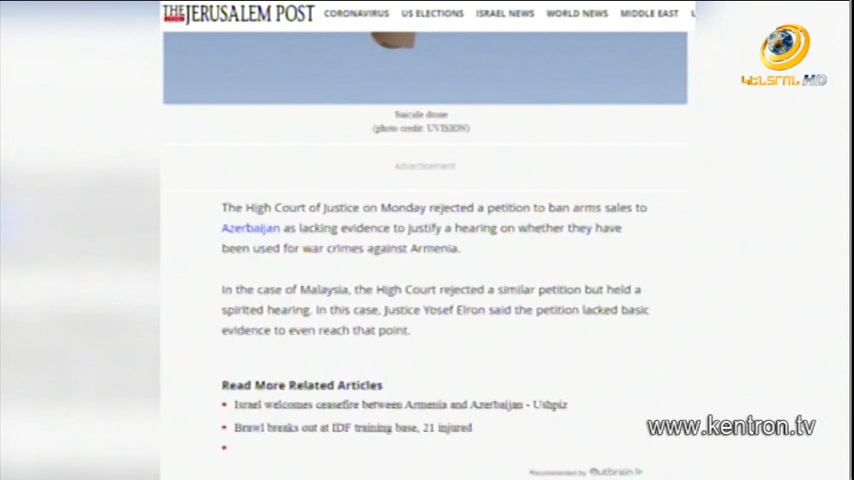 THE JERUSALEM POST CORONAVIRUS US ELECTIONS ISRAEL NEWS WORLD NEWS MIDDLE EAST
ԿԵՆՏՐՈՆ HD
Suicide drone
(photo credit: UVISION)
Advertisement
The High Court of Justice on Monday rejected a petition to ban arms sales to
Azerbaijan as lacking evidence to justify a hearing on whether they have
been used for war crimes against Armenia.
In the case of Malaysia, the High Court rejected a similar petition but held a
spirited hearing. In this case, Justice Yosef Elron said the petition lacked basic
evidence to even reach that point.
Read More Related Articles
• Israel welcomes ceasefire between Armenia and Azerbaijan - Ushpiz
• Brawl breaks out at IDF training base, 21 injured
•
www.kentron.tv
Recommended by Outbrain